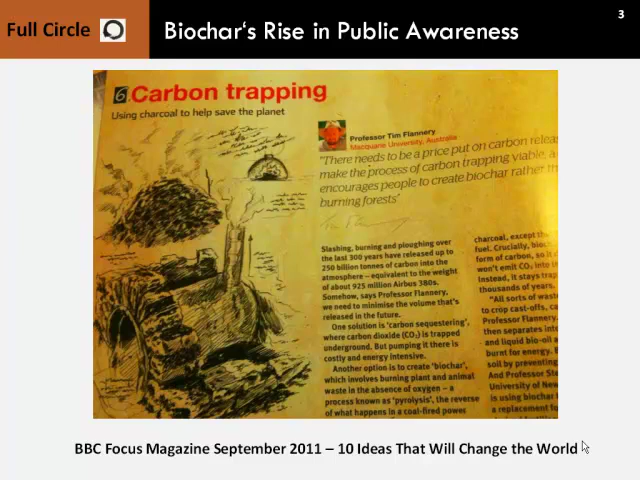 Full Circle
Biochar's Rise in Public Awareness
3
6 Carbon trapping
Using charcoal to help save the planet
Professor Tim Flannery
Macquarie University, Australia
"There needs to be a price put on carbon relea
make the process of carbon trapping viable, a
encourages people to create biochar rather th
burning forests'
Slashing, burning and ploughing over
the last 300 years have released up to
250 billion tonnes of carbon into the
atmosphere – equivalent to the weight
of about 925 million Airbus 380s.
Somehow, says Professor Flannery,
we need to minimise the volume that's
released in the future.
One solution is 'carbon sequestering',
where carbon dioxide (CO₂) is trapped
underground. But pumping it there is
costly and energy intensive.
Another option is to create 'biochar',
which involves burning plant and animal
waste in the absence of oxygen – a
process known as 'pyrolysis', the reverse
of what happens in a coal-fired power
charcoal, except th
fuel. Crucially, bioc
form of carbon, so it
won't emit CO₂ into t
Instead, it stays trap
thousands of years.
"All sorts of wast
to crop cast-offs, ca
Professor Flannery.
then separates into
and liquid bio-oil a
burnt for energy. B
soil by preventing
And Professor Ste
University of New
is using biochar
a replacement fo
BBC Focus Magazine September 2011 – 10 Ideas That Will Change the World